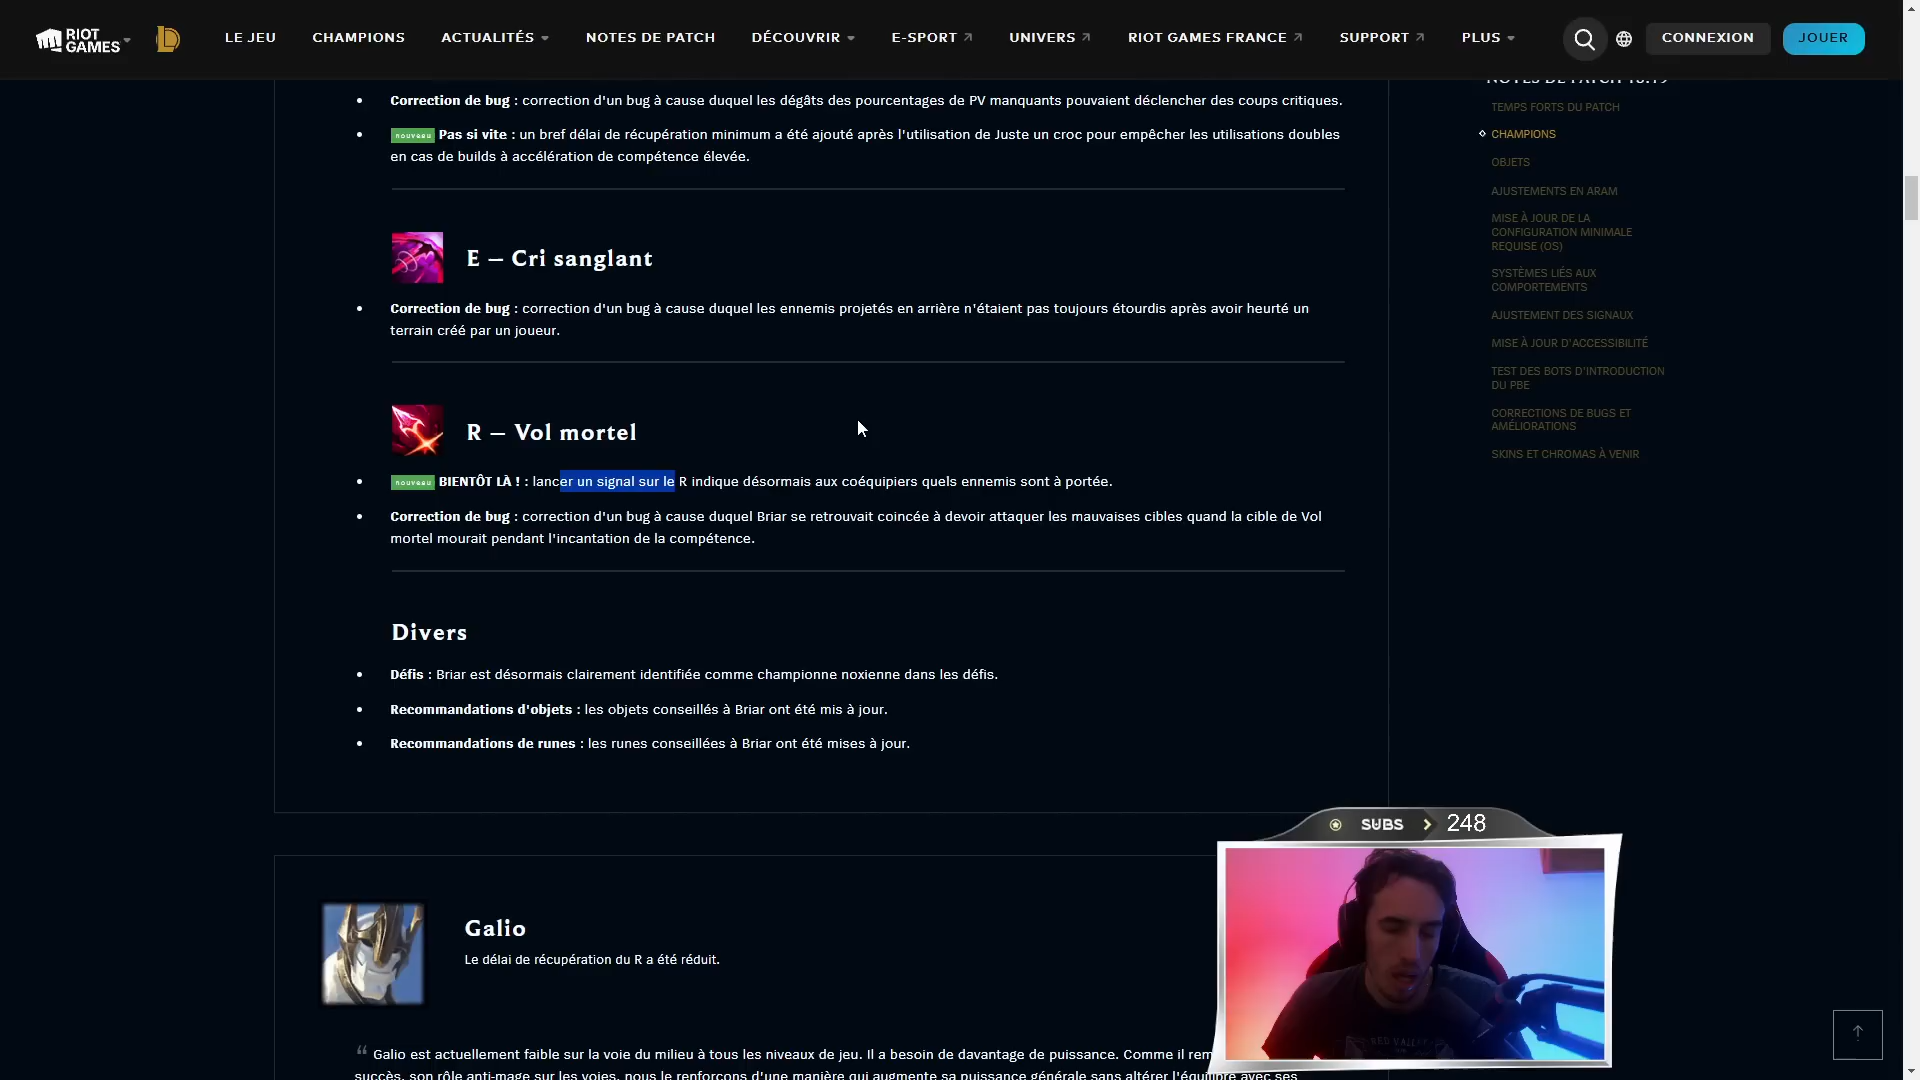 RIOT GAMES
LE JEU
CHAMPIONS
ACTUALITÉS
NOTES DE PATCH
DÉCOUVRIR
E-SPORT
UNIVERS
RIOT GAMES FRANCE
SUPPORT
PLUS
CONNEXION
JOUER
Correction de bug : correction d'un bug à cause duquel les dégâts des pourcentages de PV manquants pouvaient déclencher des coups critiques.
nouveau Pas si vite : un bref délai de récupération minimum a été ajouté après l'utilisation de Juste un croc pour empêcher les utilisations doubles
en cas de builds à accélération de compétence élevée.
E – Cri sanglant
Correction de bug : correction d'un bug à cause duquel les ennemis projetés en arrière n'étaient pas toujours étourdis après avoir heurté un
terrain créé par un joueur.
R – Vol mortel
nouveau BIENTÔT LÀ ! : lancer un signal sur le R indique désormais aux coéquipiers quels ennemis sont à portée.
Correction de bug : correction d'un bug à cause duquel Briar se retrouvait coincée à devoir attaquer les mauvaises cibles quand la cible de Vol
mortel mourait pendant l'incantation de la compétence.
Divers
Défis : Briar est désormais clairement identifiée comme championne noxienne dans les défis.
Recommandations d'objets : les objets conseillés à Briar ont été mis à jour.
Recommandations de runes : les runes conseillées à Briar ont été mises à jour.
Galio
Le délai de récupération du R a été réduit.
“ Galio est actuellement faible sur la voie du milieu à tous les niveaux de jeu. Il a besoin de davantage de puissance. Comme il
succès, son rôle anti-mage sur les voies, nous le renforçons d'une manière qui augmente sa puissance générale sans altérer l'équilibre avec ses
NOTES DE PATCH 13.19
TEMPS FORTS DU PATCH
CHAMPIONS
OBJETS
AJUSTEMENTS EN ARAM
MISE À JOUR DE LA
CONFIGURATION MINIMALE
REQUISE (OS)
SYSTÈMES LIÉS AUX
COMPORTEMENTS
AJUSTEMENT DES SIGNAUX
MISE À JOUR D'ACCESSIBILITÉ
TEST DES BOTS D'INTRODUCTION
DU PBE
CORRECTIONS DE BUGS ET
AMÉLIORATIONS
SKINS ET CHROMAS À VENIR
SUBS 248